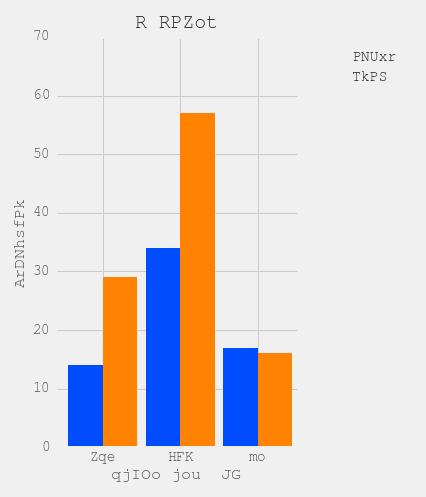 R RPZot
PNUxr
TkPS
70
60
50
40
30
20
10
0
ArDNhsfPk
Zqe HFK mo
qjIOo jou  JG